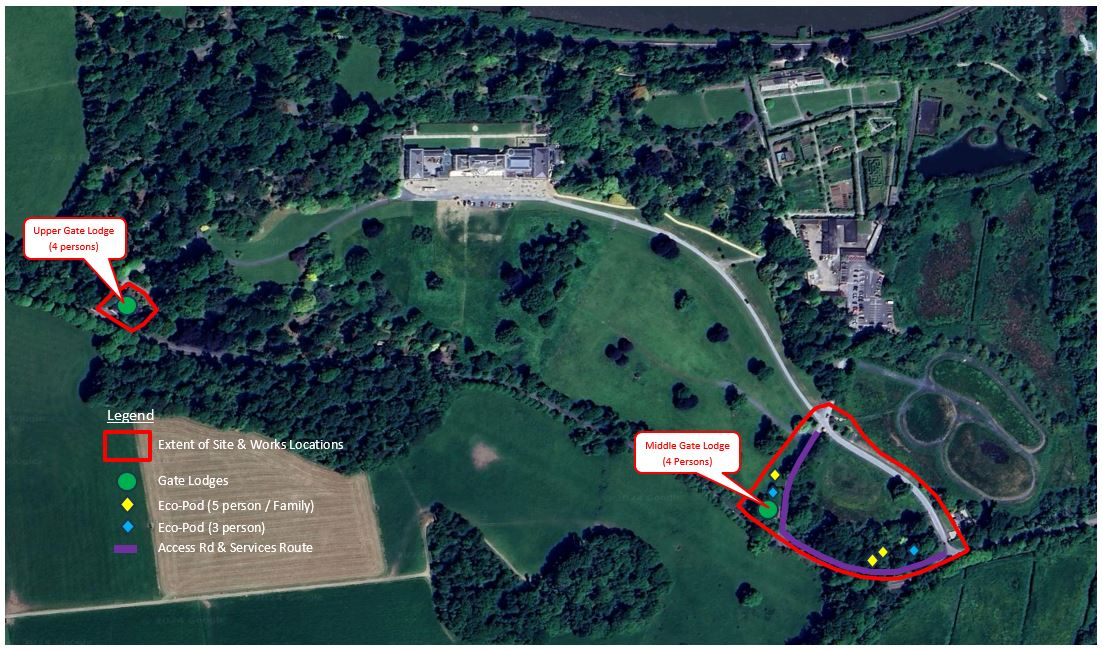 Upper Gate Lodge
(4 persons)
Legend
Extent of Site & Works Locations
Gate Lodges
Eco-Pod (5 person / Family)
Eco-Pod (3 person)
Access Rd & Services Route
Middle Gate Lodge
(4 Persons)